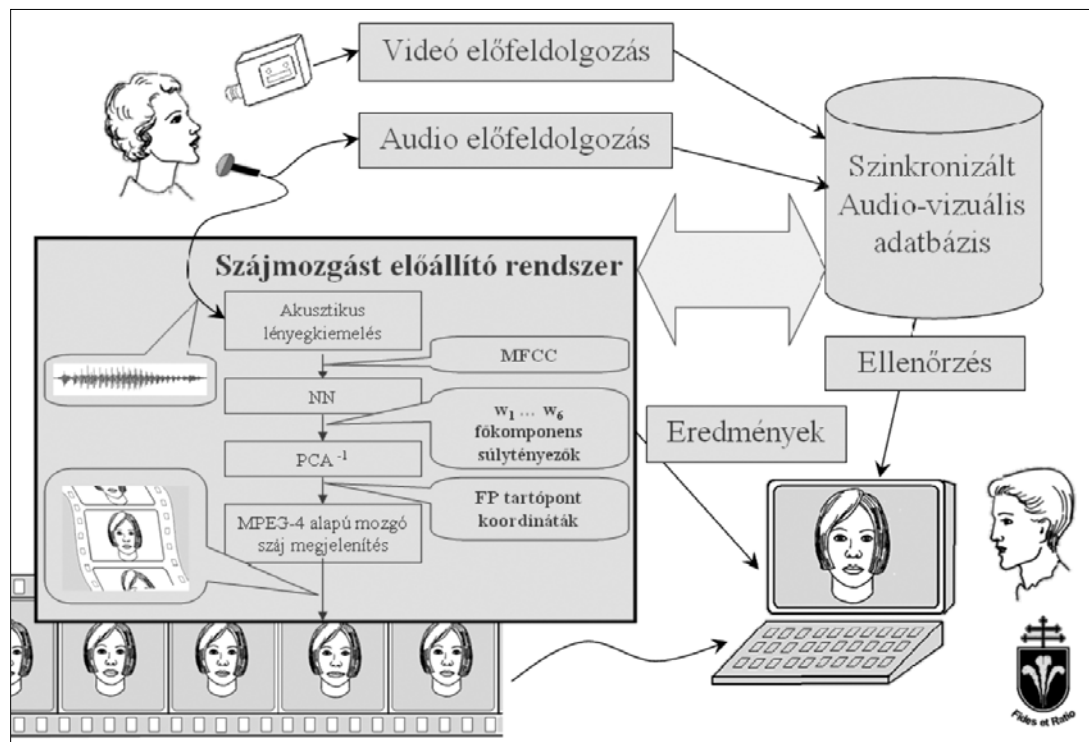 Videó előfeldolgozás
Audio előfeldolgozás
Szinkronizált
Audio-vizuális
adatbázis
Szájmozgást előállító rendszer
Akusztikus
lényegkiemelés
MFCC
NN
w1 ... w6
főkomponens
súlytényezők
PCA-1
FP tartópont
koordináták
MPEG-4 alapú mozgó
száj megjelenítés
Ellenőrzés
Eredmények
Fides et Ratio